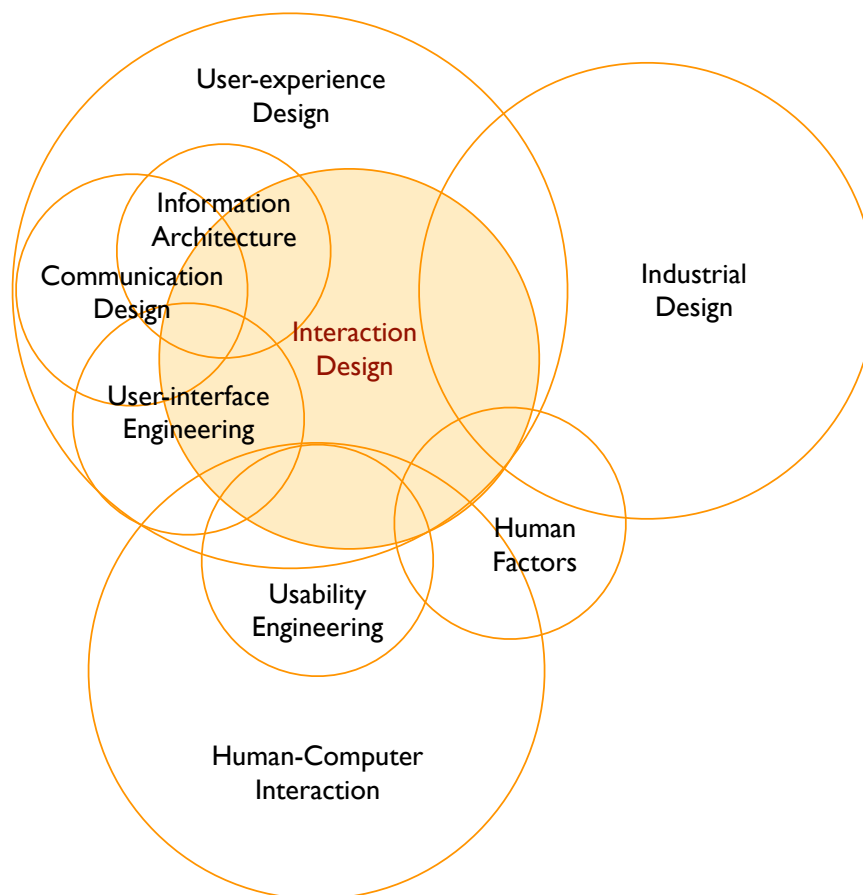 User-experience
Design
Information
Architecture
Communication
Design
Industrial
Design
Interaction
Design
User-interface
Engineering
Human
Factors
Usability
Engineering
Human-Computer
Interaction